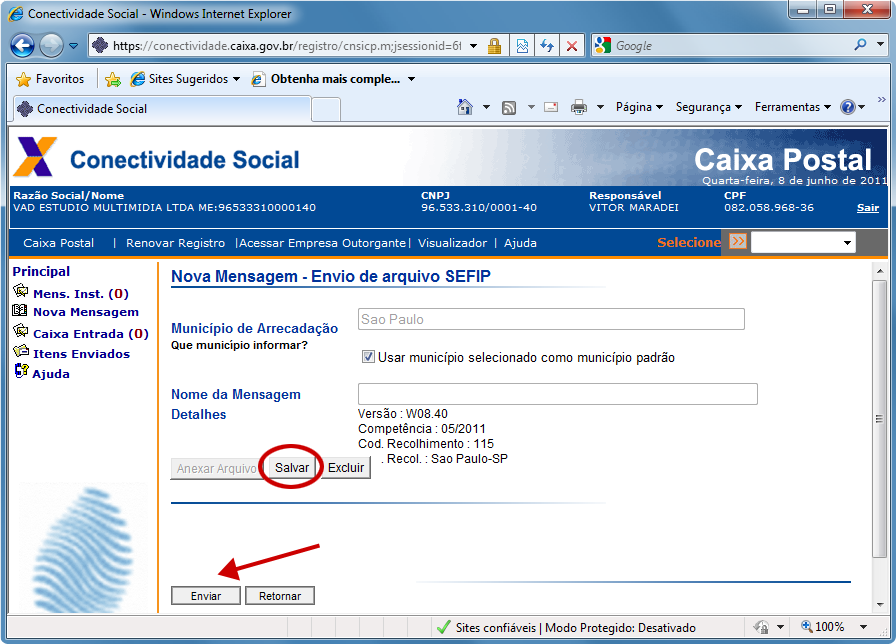 Conectividade Social - Windows Internet Explorer
https://conectividade.caixa.gov.br/registro/cnsicp.m;jsessionid=6f
Google
Favoritos
Sites Sugeridos
Obtenha mais comple...
Conectividade Social
Página
Segurança
Ferramentas
Conectividade Social
Caixa Postal
Quarta-feira, 8 de junho de 2011
Razão Social/Nome CNPJ Responsável CPF
VAD ESTUDIO MULTIMIDIA LTDA ME:96533310000140 96.533.310/0001-40 VITOR MARADEI 082.058.968-36 Sair
Caixa Postal | Renovar Registro |Acessar Empresa Outorgante| Visualizador | Ajuda Selecione
Principal
Mens. Inst. (0)
Nova Mensagem
Caixa Entrada (0)
Itens Enviados
Ajuda
Nova Mensagem - Envio de arquivo SEFIP
Município de Arrecadação Sao Paulo
Que município informar?
Usar município selecionado como município padrão
Nome da Mensagem
Detalhes
Versão : W08.40
Competência : 05/2011
Cod. Recolhimento : 115
. Recol. : Sao Paulo-SP
Anexar Arquivo Salvar Excluir
Enviar Retornar
Sites confiáveis | Modo Protegido: Desativado 100%